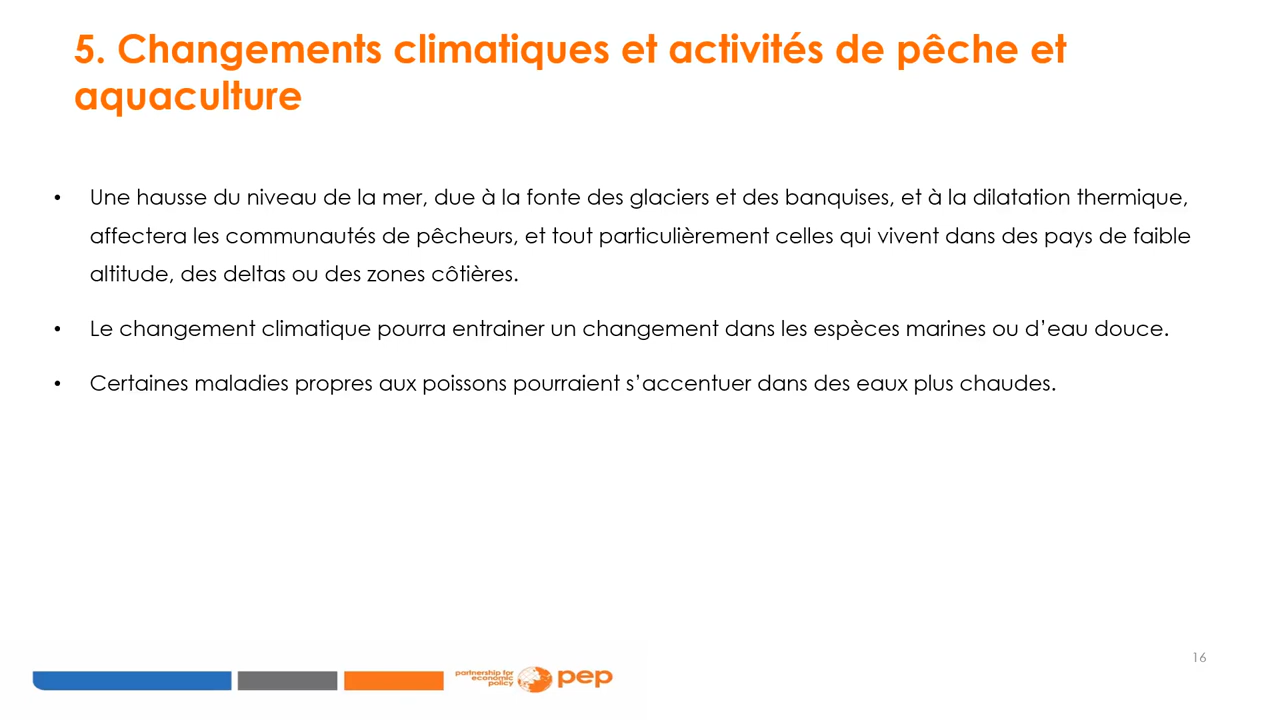 5. Changements climatiques et activités de pêche et
aquaculture
• Une hausse du niveau de la mer, due à la fonte des glaciers et des banquises, et à la dilatation thermique,
affectera les communautés de pêcheurs, et tout particulièrement celles qui vivent dans des pays de faible
altitude, des deltas ou des zones côtières.
• Le changement climatique pourra entrainer un changement dans les espèces marines ou d’eau douce.
• Certaines maladies propres aux poissons pourraient s’accentuer dans des eaux plus chaudes.
16
partnership for
economic
policy
pep